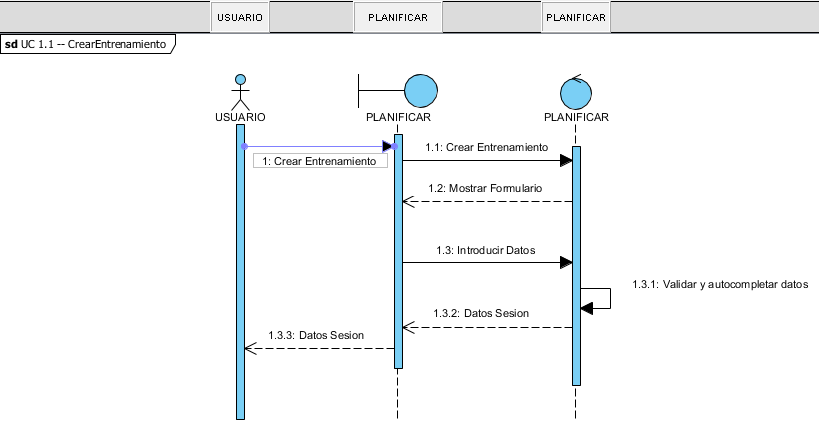 USUARIO
PLANIFICAR
PLANIFICAR
sd UC 1.1 -- CrearEntrenamiento
USUARIO
PLANIFICAR
PLANIFICAR
1: Crear Entrenamiento
1.1: Crear Entrenamiento
1.2: Mostrar Formulario
1.3: Introducir Datos
1.3.1: Validar y autocompletar datos
1.3.2: Datos Sesion
1.3.3: Datos Sesion